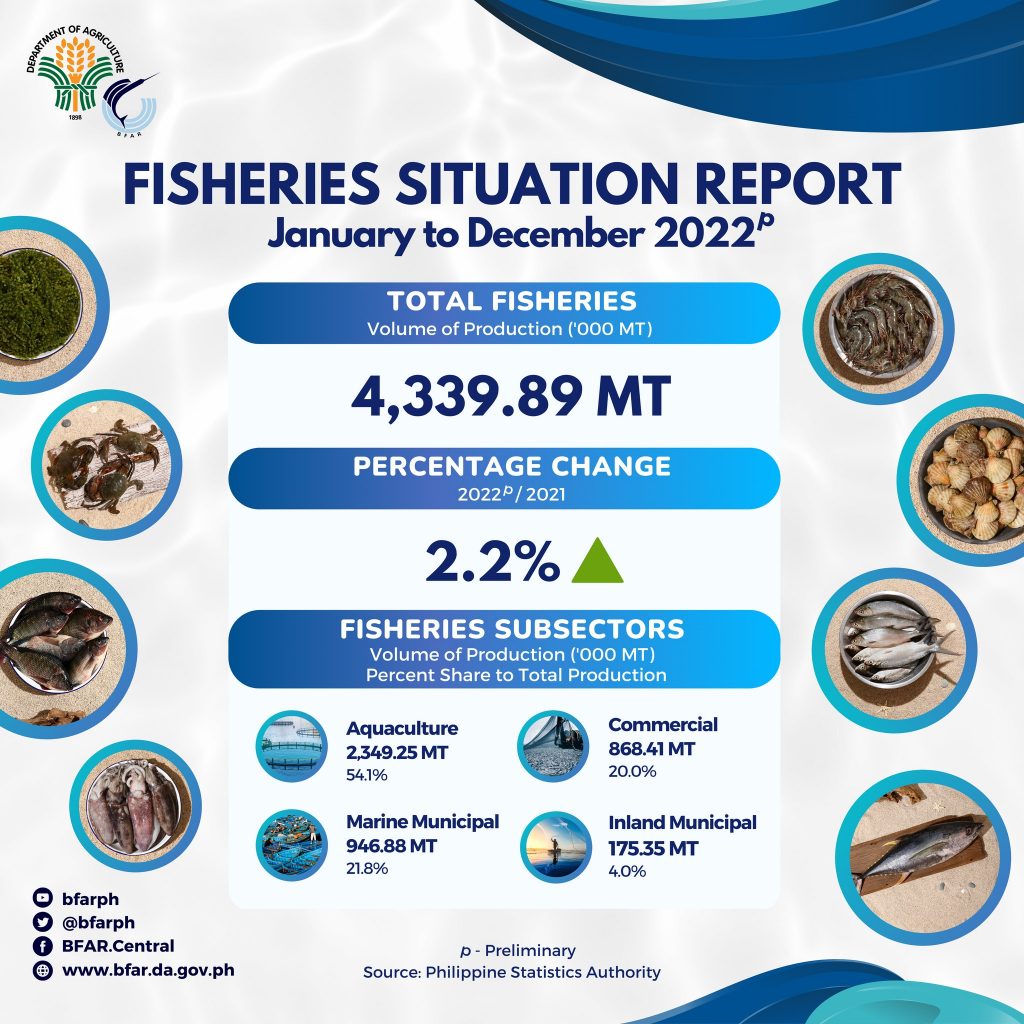 DEPARTMENT OF AGRICULTURE
1898
BFAR
FISHERIES SITUATION REPORT
January to December 2022ᵖ
TOTAL FISHERIES
Volume of Production ('000 MT)
4,339.89 MT
PERCENTAGE CHANGE
2022ᵖ / 2021
2.2%
FISHERIES SUBSECTORS
Volume of Production ('000 MT)
Percent Share to Total Production
Aquaculture
2,349.25 MT
54.1%
Commercial
868.41 MT
20.0%
Marine Municipal
946.88 MT
21.8%
Inland Municipal
175.35 MT
4.0%
bfarph
@bfarph
BFAR.Central
www.bfar.da.gov.ph
p - Preliminary
Source: Philippine Statistics Authority